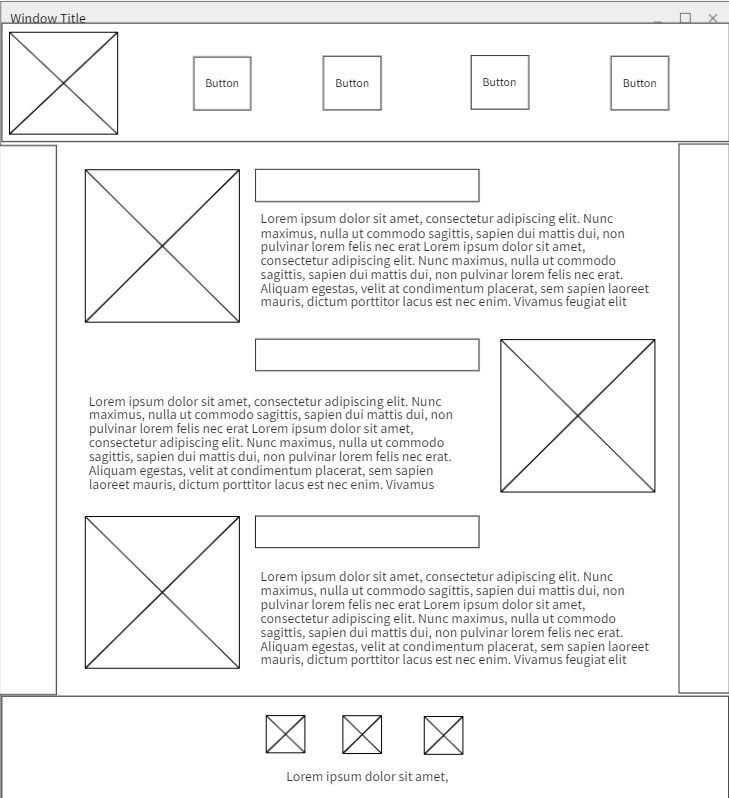 Window Title
Button
Button
Button
Button
Lorem ipsum dolor sit amet, consectetur adipiscing elit. Nunc
maximus, nulla ut commodo sagittis, sapien dui mattis dui, non
pulvinar lorem felis nec erat Lorem ipsum dolor sit amet,
consectetur adipiscing elit. Nunc maximus, nulla ut commodo
sagittis, sapien dui mattis dui, non pulvinar lorem felis nec erat.
Aliquam egestas, velit at condimentum placerat, sem sapien laoreet
mauris, dictum porttitor lacus est nec enim. Vivamus feugiat elit
Lorem ipsum dolor sit amet, consectetur adipiscing elit. Nunc
maximus, nulla ut commodo sagittis, sapien dui mattis dui, non
pulvinar lorem felis nec erat Lorem ipsum dolor sit amet,
consectetur adipiscing elit. Nunc maximus, nulla ut commodo
sagittis, sapien dui mattis dui, non pulvinar lorem felis nec erat.
Aliquam egestas, velit at condimentum placerat, sem sapien
laoreet mauris, dictum porttitor lacus est nec enim. Vivamus
Lorem ipsum dolor sit amet, consectetur adipiscing elit. Nunc
maximus, nulla ut commodo sagittis, sapien dui mattis dui, non
pulvinar lorem felis nec erat Lorem ipsum dolor sit amet,
consectetur adipiscing elit. Nunc maximus, nulla ut commodo
sagittis, sapien dui mattis dui, non pulvinar lorem felis nec erat.
Aliquam egestas, velit at condimentum placerat, sem sapien laoreet
mauris, dictum porttitor lacus est nec enim. Vivamus feugiat elit
Lorem ipsum dolor sit amet,